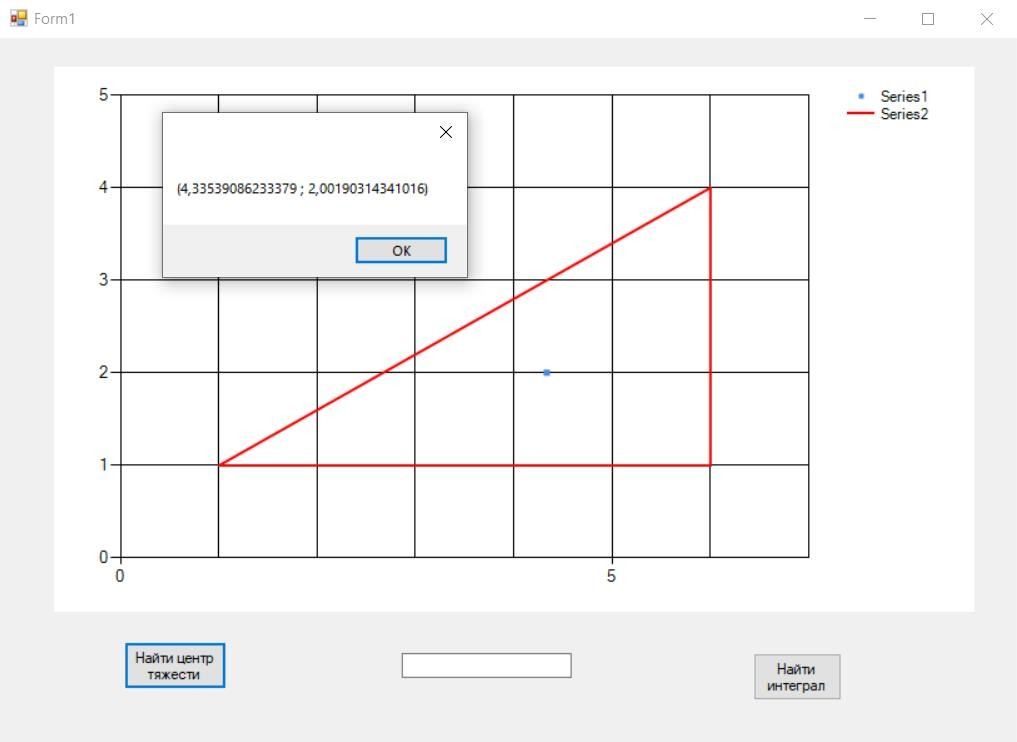 Form1
Series1
Series2
5
4
3
2
1
0
0
5
(4,33539086233379 ; 2,00190314341016)
OK
Найти центр
тяжести
Найти
интеграл